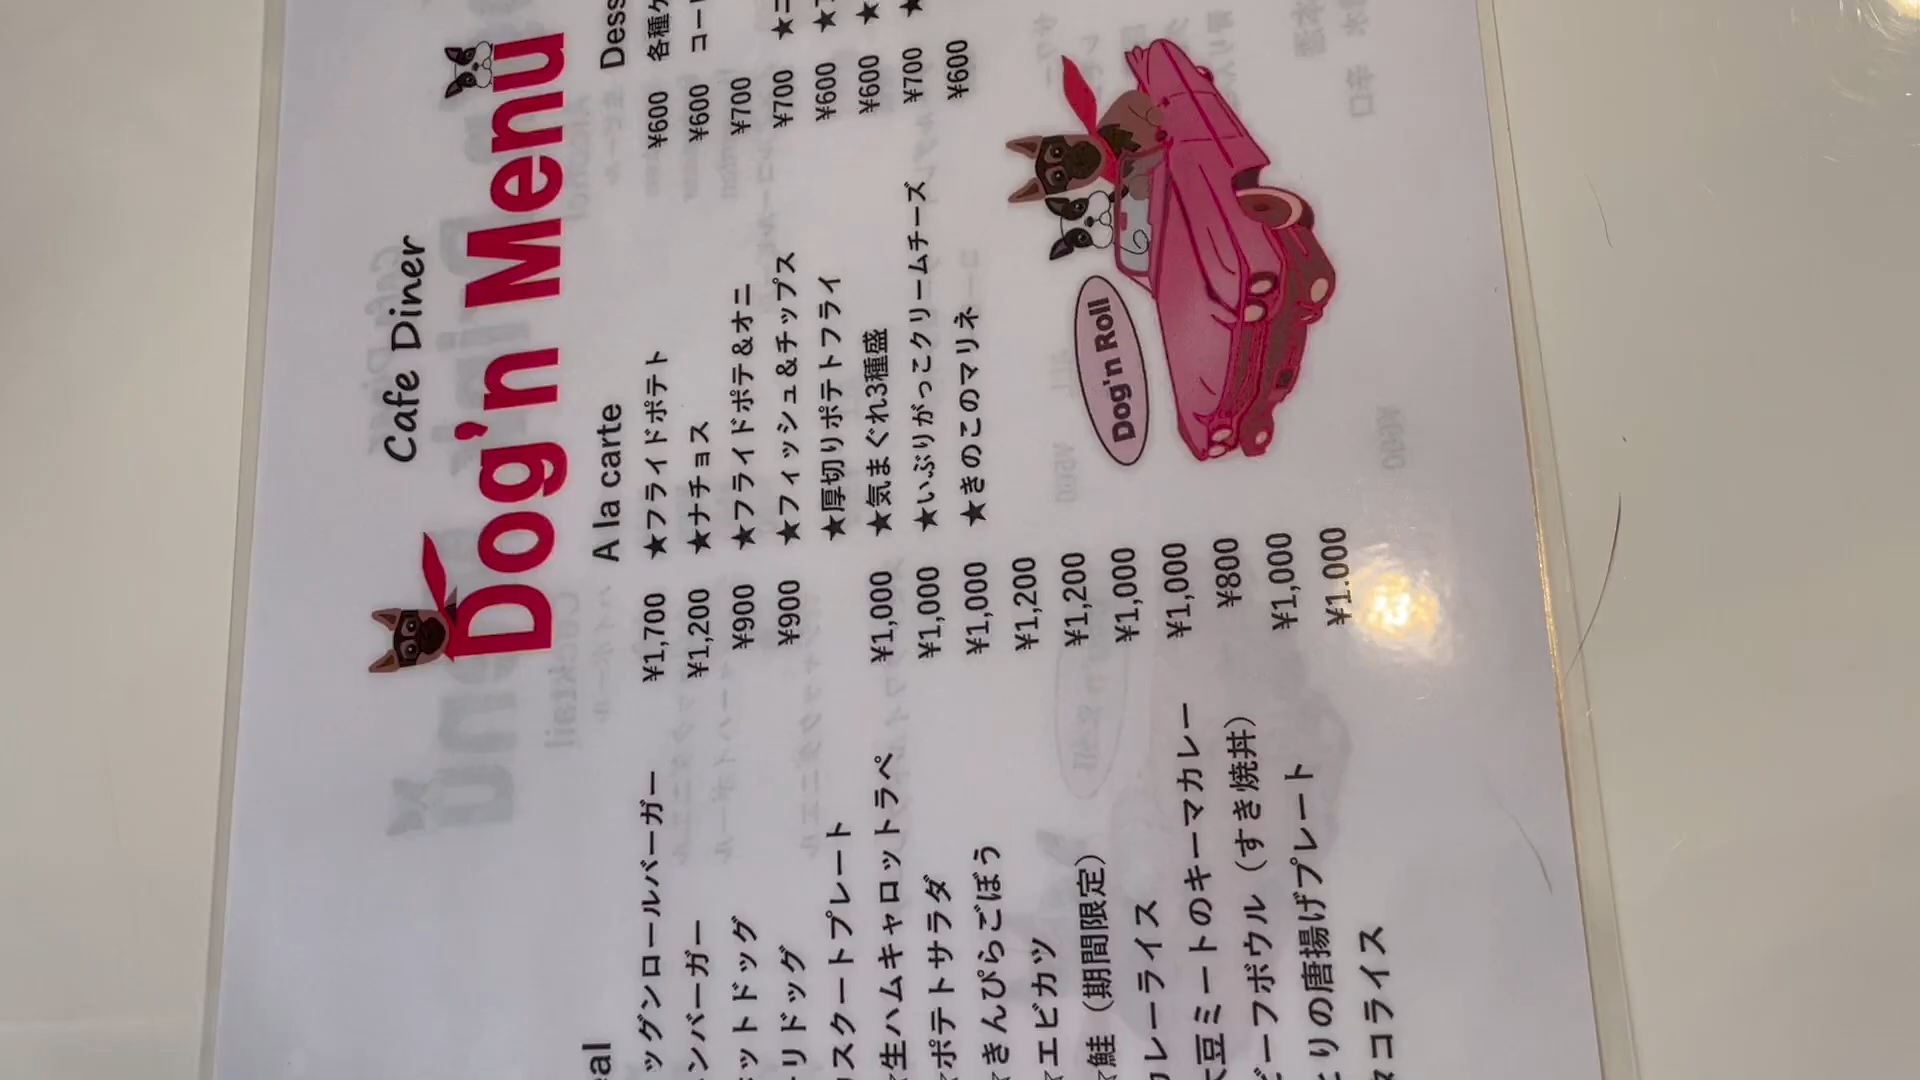 Cafe Diner
Dog'n Menu
eal
ッグンロールバーガー ¥1,700
ンバーガー ¥1,200
ットドッグ ¥900
リドッグ ¥900
スクートプレート
生ハムキャロットラペ ¥1,000
ポテトサラダ ¥1,000
きんぴらごぼう ¥1,000
エビカツ ¥1,200
鮭（期間限定） ¥1,200
カレーライス ¥1,000
大豆ミートのキーマカレー ¥1,000
ビーフボウル（すき焼丼） ¥800
りの唐揚げプレート ¥1,000
コライス ¥1.000
A la carte
★フライドポテト ¥600
★ナチョス ¥600
★フライドポテ＆オニ ¥700
★フィッシュ＆チップス ¥700
★厚切りポテトフライ ¥600
★気まぐれ3種盛 ¥600
★いぶりがっこクリームチーズ ¥700
★きのこのマリネ ¥600
Dess
各種ケ
コー
Dog'n Roll